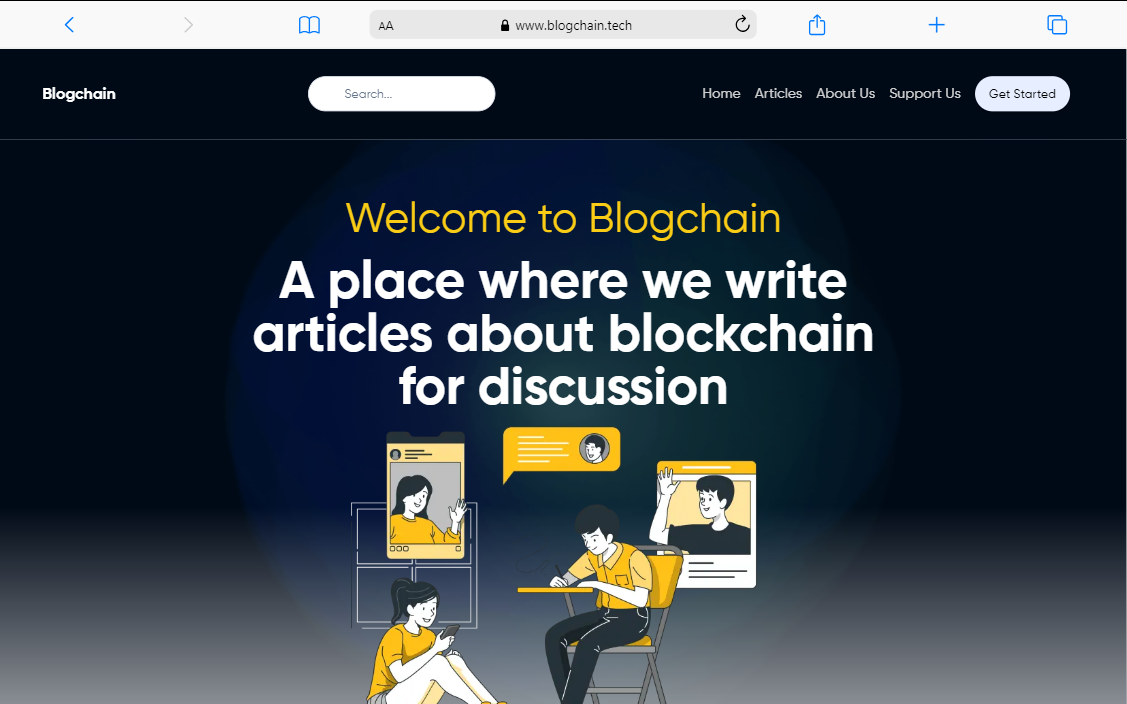 AA
www.blogchain.tech
Blogchain
Search...
Home Articles About Us Support Us Get Started
Welcome to Blogchain
A place where we write
articles about blockchain
for discussion